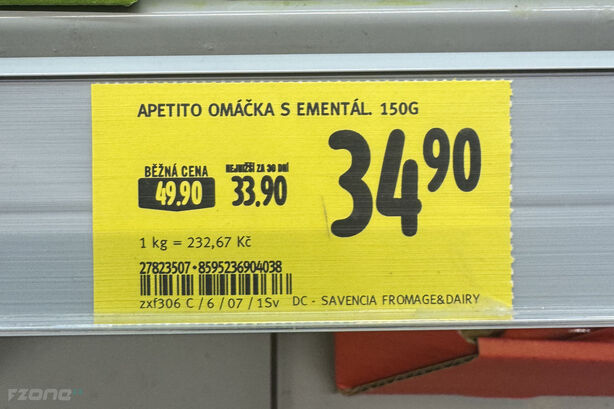 APETITO OMÁČKA S EMENTÁL. 150G
BĚŽNÁ CENA
49.90
NEJNIŽŠÍ ZA 30 DNÍ
33.90
34 90
1 kg = 232,67 Kč
27823507 * 8595236904038
zxf306 C / 6 / 07 / 1Sv DC - SAVENCIA FROMAGE&DAIRY
FZONE